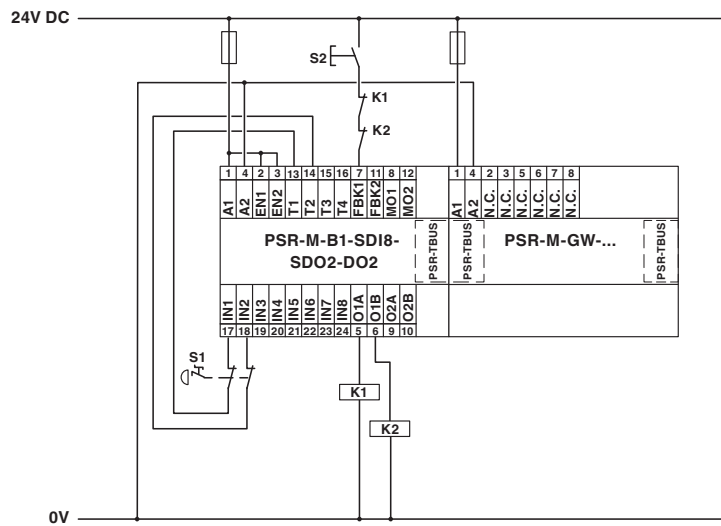 24V DC
S2
K1
K2
1 4 2 3 13 14 15 16 7 11 8 12
A1 A2 EN1 EN2 T1 T2 T3 T4 FBK1 FBK2 MO1 MO2
1 4 2 3 5 6 7 8
A1 A2 N.C. N.C. N.C. N.C. N.C. N.C.
PSR-M-B1-SDI8-
SDO2-DO2
PSR-TBUS
PSR-TBUS
PSR-M-GW-...
PSR-TBUS
IN1 IN2 IN3 IN4 IN5 IN6 IN7 IN8 O1A O1B O2A O2B
17 18 19 20 21 22 23 24 5 6 9 10
S1
K1
K2
0V